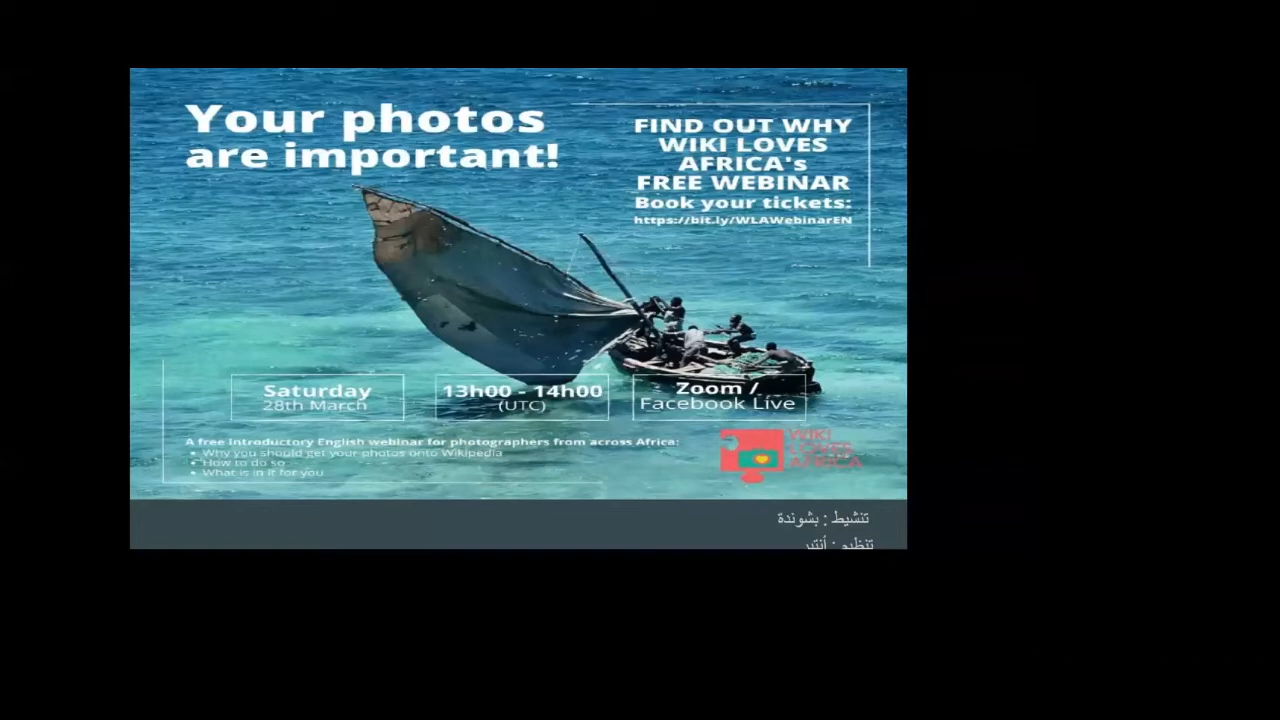 Your photos
are important!
FIND OUT WHY
WIKI LOVES
AFRICA's
FREE WEBINAR
Book your tickets:
https://bit.ly/WLAWebinarEN
Saturday
28th March
13h00 - 14h00
(UTC)
Zoom /
Facebook Live
A free Introductory English webinar for photographers from across Africa:
• Why you should get your photos onto Wikipedia
• How to do so
• What is in it for you
WIKI
LOVES
AFRICA
تنشيط : بشوندة
تنظيم : أنتير